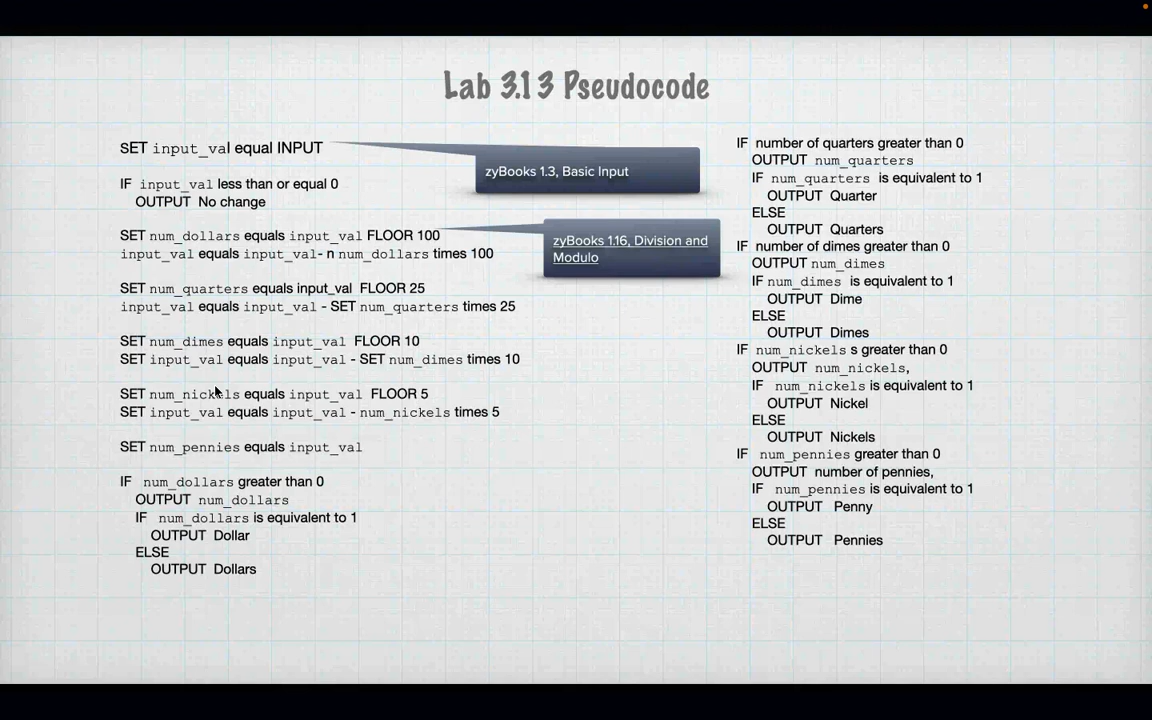 Lab 3.13 Pseudocode
SET input_val equal INPUT
zyBooks 1.3, Basic Input
IF input_val less than or equal 0
OUTPUT No change
SET num_dollars equals input_val FLOOR 100
input_val equals input_val- n num_dollars times 100
zyBooks 1.16, Division and
Modulo
SET num_quarters equals input_val FLOOR 25
input_val equals input_val - SET num_quarters times 25
SET num_dimes equals input_val FLOOR 10
SET input_val equals input_val - SET num_dimes times 10
SET num_nickels equals input_val FLOOR 5
SET input_val equals input_val - num_nickels times 5
SET num_pennies equals input_val
IF num_dollars greater than 0
OUTPUT num_dollars
IF num_dollars is equivalent to 1
OUTPUT Dollar
ELSE
OUTPUT Dollars
IF number of quarters greater than 0
OUTPUT num_quarters
IF num_quarters is equivalent to 1
OUTPUT Quarter
ELSE
OUTPUT Quarters
IF number of dimes greater than 0
OUTPUT num_dimes
IF num_dimes is equivalent to 1
OUTPUT Dime
ELSE
OUTPUT Dimes
IF num_nickels s greater than 0
OUTPUT num_nickels,
IF num_nickels is equivalent to 1
OUTPUT Nickel
ELSE
OUTPUT Nickels
IF num_pennies greater than 0
OUTPUT number of pennies,
IF num_pennies is equivalent to 1
OUTPUT Penny
ELSE
OUTPUT Pennies